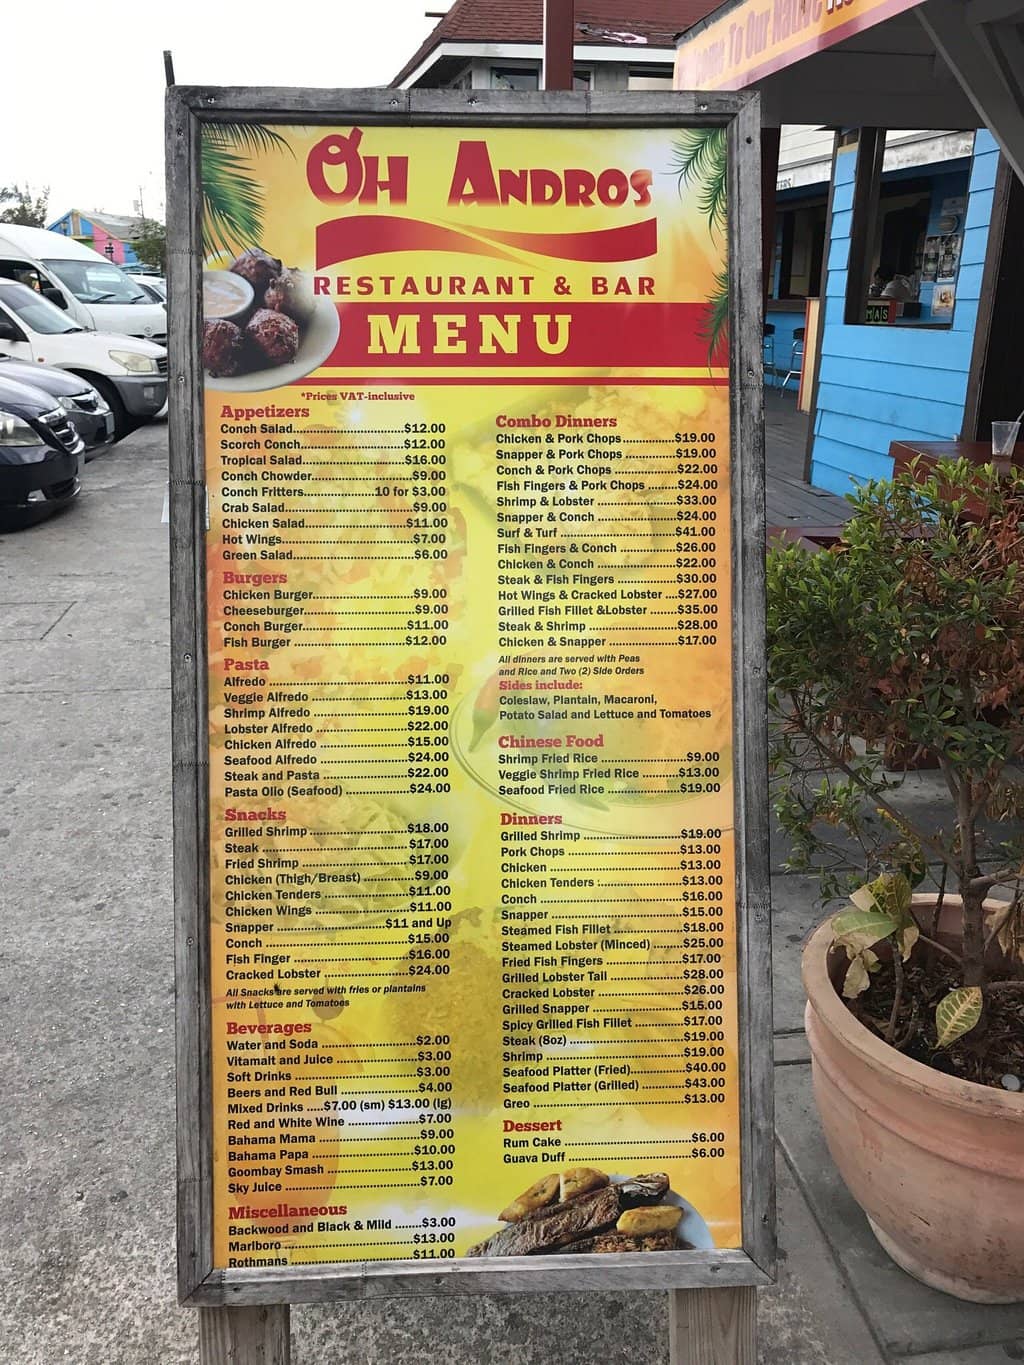 Come To Our Native
ØH ANDROS
RESTAURANT & BAR
MENU
*Prices VAT-inclusive
Appetizers
Conch Salad..............................$12.00
Scorch Conch............................$12.00
Tropical Salad............................$16.00
Conch Chowder..........................$9.00
Conch Fritters..................10 for $3.00
Crab Salad.................................$9.00
Chicken Salad...........................$11.00
Hot Wings..................................$7.00
Green Salad...............................$6.00
Burgers
Chicken Burger..........................$9.00
Cheeseburger............................$9.00
Conch Burger............................$11.00
Fish Burger ..............................$12.00
Pasta
Alfredo .....................................$11.00
Veggie Alfredo ..........................$13.00
Shrimp Alfredo .........................$19.00
Lobster Alfredo ........................$22.00
Chicken Alfredo .......................$15.00
Seafood Alfredo .......................$24.00
Steak and Pasta ......................$22.00
Pasta Olio (Seafood) .................$24.00
Snacks
Grilled Shrimp ..........................$18.00
Steak .......................................$17.00
Fried Shrimp ............................$17.00
Chicken (Thigh/Breast) .............$9.00
Chicken Tenders ......................$11.00
Chicken Wings .........................$11.00
Snapper .............................$11 and Up
Conch ......................................$15.00
Fish Finger ...............................$16.00
Cracked Lobster .......................$24.00
All Snacks are served with fries or plantains
with Lettuce and Tomatoes
Beverages
Water and Soda .........................$2.00
Vitamalt and Juice .....................$3.00
Soft Drinks ................................$3.00
Beers and Red Bull .....................$4.00
Mixed Drinks .....$7.00 (sm) $13.00 (lg)
Red and White Wine ...................$7.00
Bahama Mama ...........................$9.00
Bahama Papa ...........................$10.00
Goombay Smash .......................$13.00
Sky Juice ...................................$7.00
Miscellaneous
Backwood and Black & Mild ........$3.00
Marlboro ...................................$13.00
Rothmans .................................$11.00
Combo Dinners
Chicken & Pork Chops ................$19.00
Snapper & Pork Chops ................$19.00
Conch & Pork Chops ...................$22.00
Fish Fingers & Pork Chops .........$24.00
Shrimp & Lobster .......................$33.00
Snapper & Conch .......................$24.00
Surf & Turf .................................$41.00
Fish Fingers & Conch ..................$26.00
Chicken & Conch ........................$22.00
Steak & Fish Fingers ...................$30.00
Hot Wings & Cracked Lobster ....$27.00
Grilled Fish Fillet &Lobster ........$35.00
Steak & Shrimp ..........................$28.00
Chicken & Snapper .....................$17.00
All dinners are served with Peas
and Rice and Two (2) Side Orders
Sides include:
Coleslaw, Plantain, Macaroni,
Potato Salad and Lettuce and Tomatoes
Chinese Food
Shrimp Fried Rice ........................$9.00
Veggie Shrimp Fried Rice ...........$13.00
Seafood Fried Rice .....................$19.00
Dinners
Grilled Shrimp ............................$19.00
Pork Chops ................................$13.00
Chicken .....................................$13.00
Chicken Tenders :.......................$13.00
Conch ........................................$16.00
Snapper .....................................$15.00
Steamed Fish Fillet ....................$18.00
Steamed Lobster (Minced) .........$25.00
Fried Fish Fingers .......................$17.00
Grilled Lobster Tail .....................$28.00
Cracked Lobster .........................$26.00
Grilled Snapper ..........................$15.00
Spicy Grilled Fish Fillet ...............$17.00
Steak (8oz) ................................$19.00
Shrimp .......................................$19.00
Seafood Platter (Fried)................$40.00
Seafood Platter (Grilled) .............$43.00
Greo ..........................................$13.00
Dessert
Rum Cake ...................................$6.00
Guava Duff ..................................$6.00